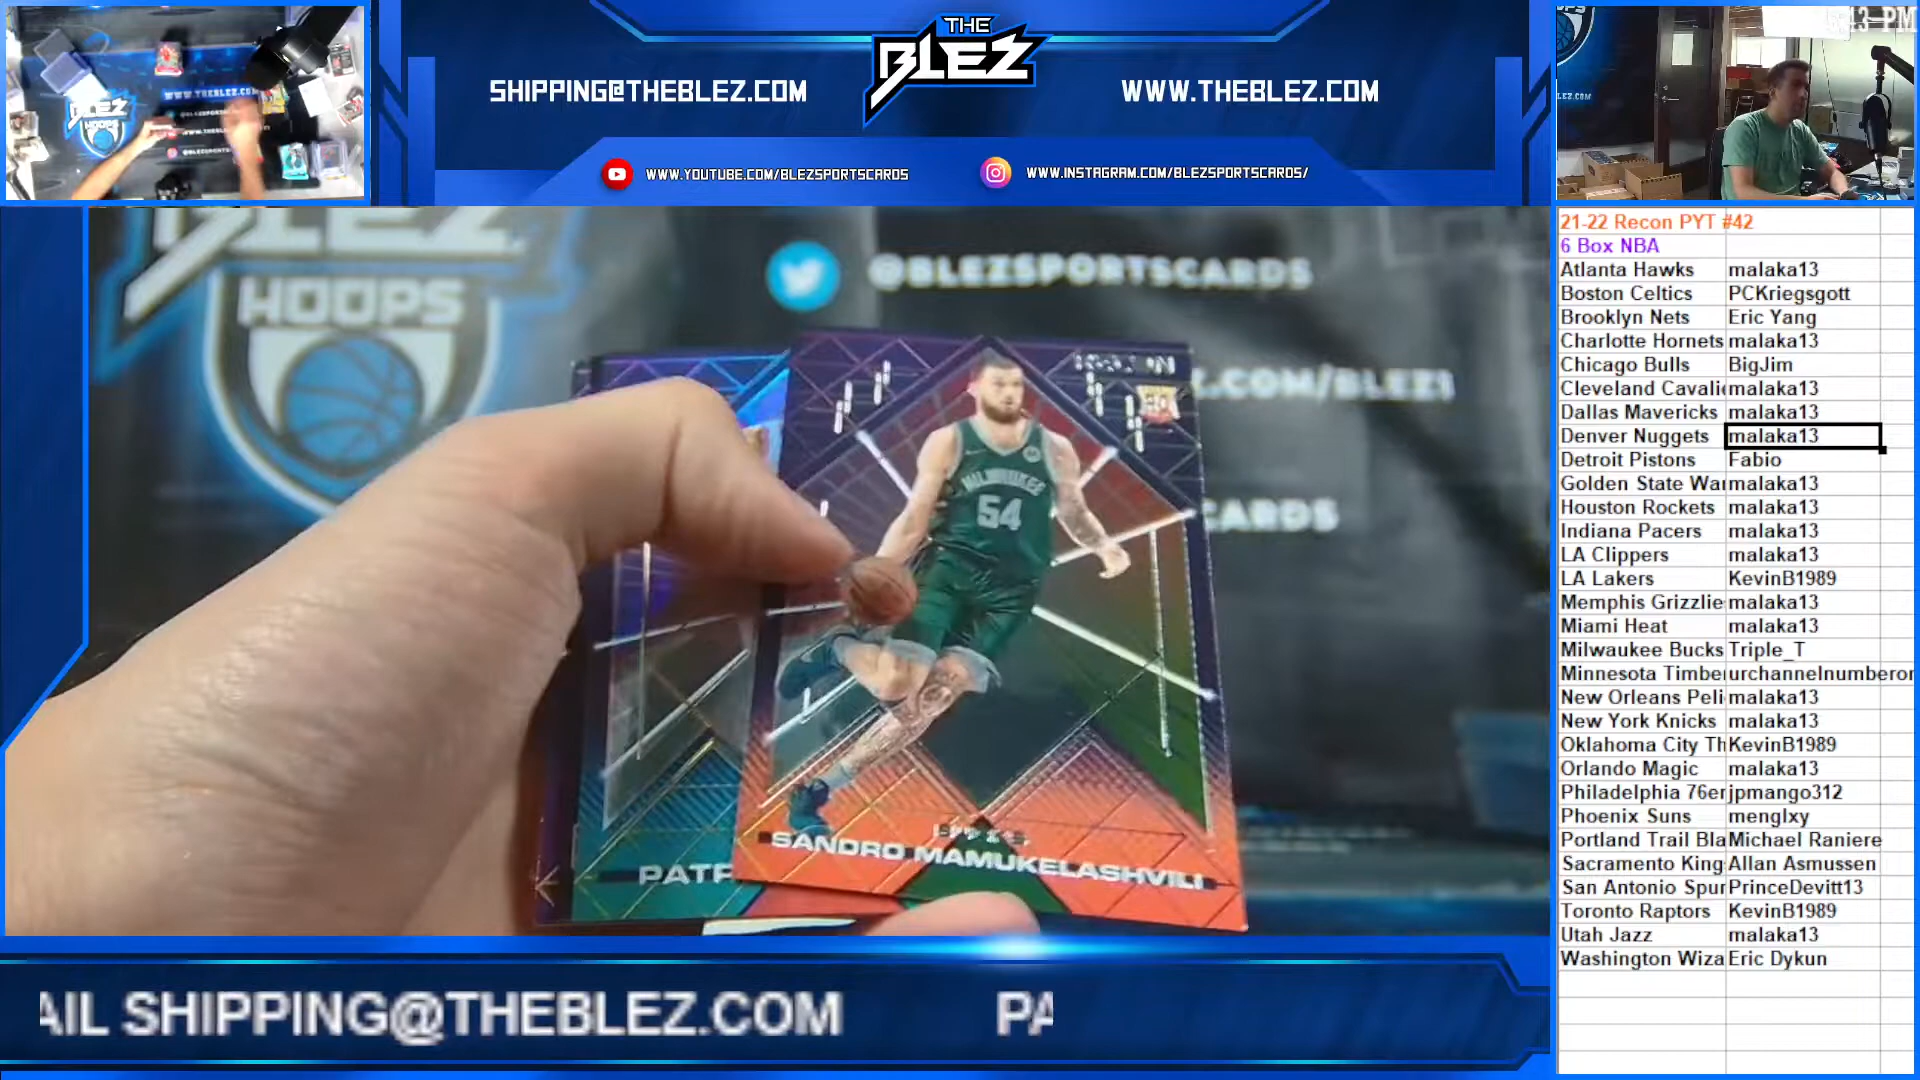 THE
BLEZ
SHIPPING@THEBLEZ.COM
WWW.THEBLEZ.COM
WWW.YOUTUBE.COM/BLEZSPORTSCARDS
WWW.INSTAGRAM.COM/BLEZSPORTSCARDS/
BLEZ
HOOPS
@BLEZSPORTSCARDS
.COM/BLEZ1
CARDS
MILWAUKEE
54
SANDRO MAMUKELASHVILI
PATR
21-22 Recon PYT #42
6 Box NBA
Atlanta Hawks malaka13
Boston Celtics PCKriegsgott
Brooklyn Nets Eric Yang
Charlotte Hornets malaka13
Chicago Bulls BigJim
Cleveland Cavali malaka13
Dallas Mavericks malaka13
Denver Nuggets malaka13
Detroit Pistons Fabio
Golden State Wa malaka13
Houston Rockets malaka13
Indiana Pacers malaka13
LA Clippers malaka13
LA Lakers KevinB1989
Memphis Grizzlie malaka13
Miami Heat malaka13
Milwaukee Bucks Triple_T
Minnesota Timbe urchannelnumberon
New Orleans Peli malaka13
New York Knicks malaka13
Oklahoma City Th KevinB1989
Orlando Magic malaka13
Philadelphia 76er jpmango312
Phoenix Suns menglxy
Portland Trail Bla Michael Raniere
Sacramento King Allan Asmussen
San Antonio Spur PrinceDevitt13
Toronto Raptors KevinB1989
Utah Jazz malaka13
Washington Wiza Eric Dykun
AIL SHIPPING@THEBLEZ.COM PA